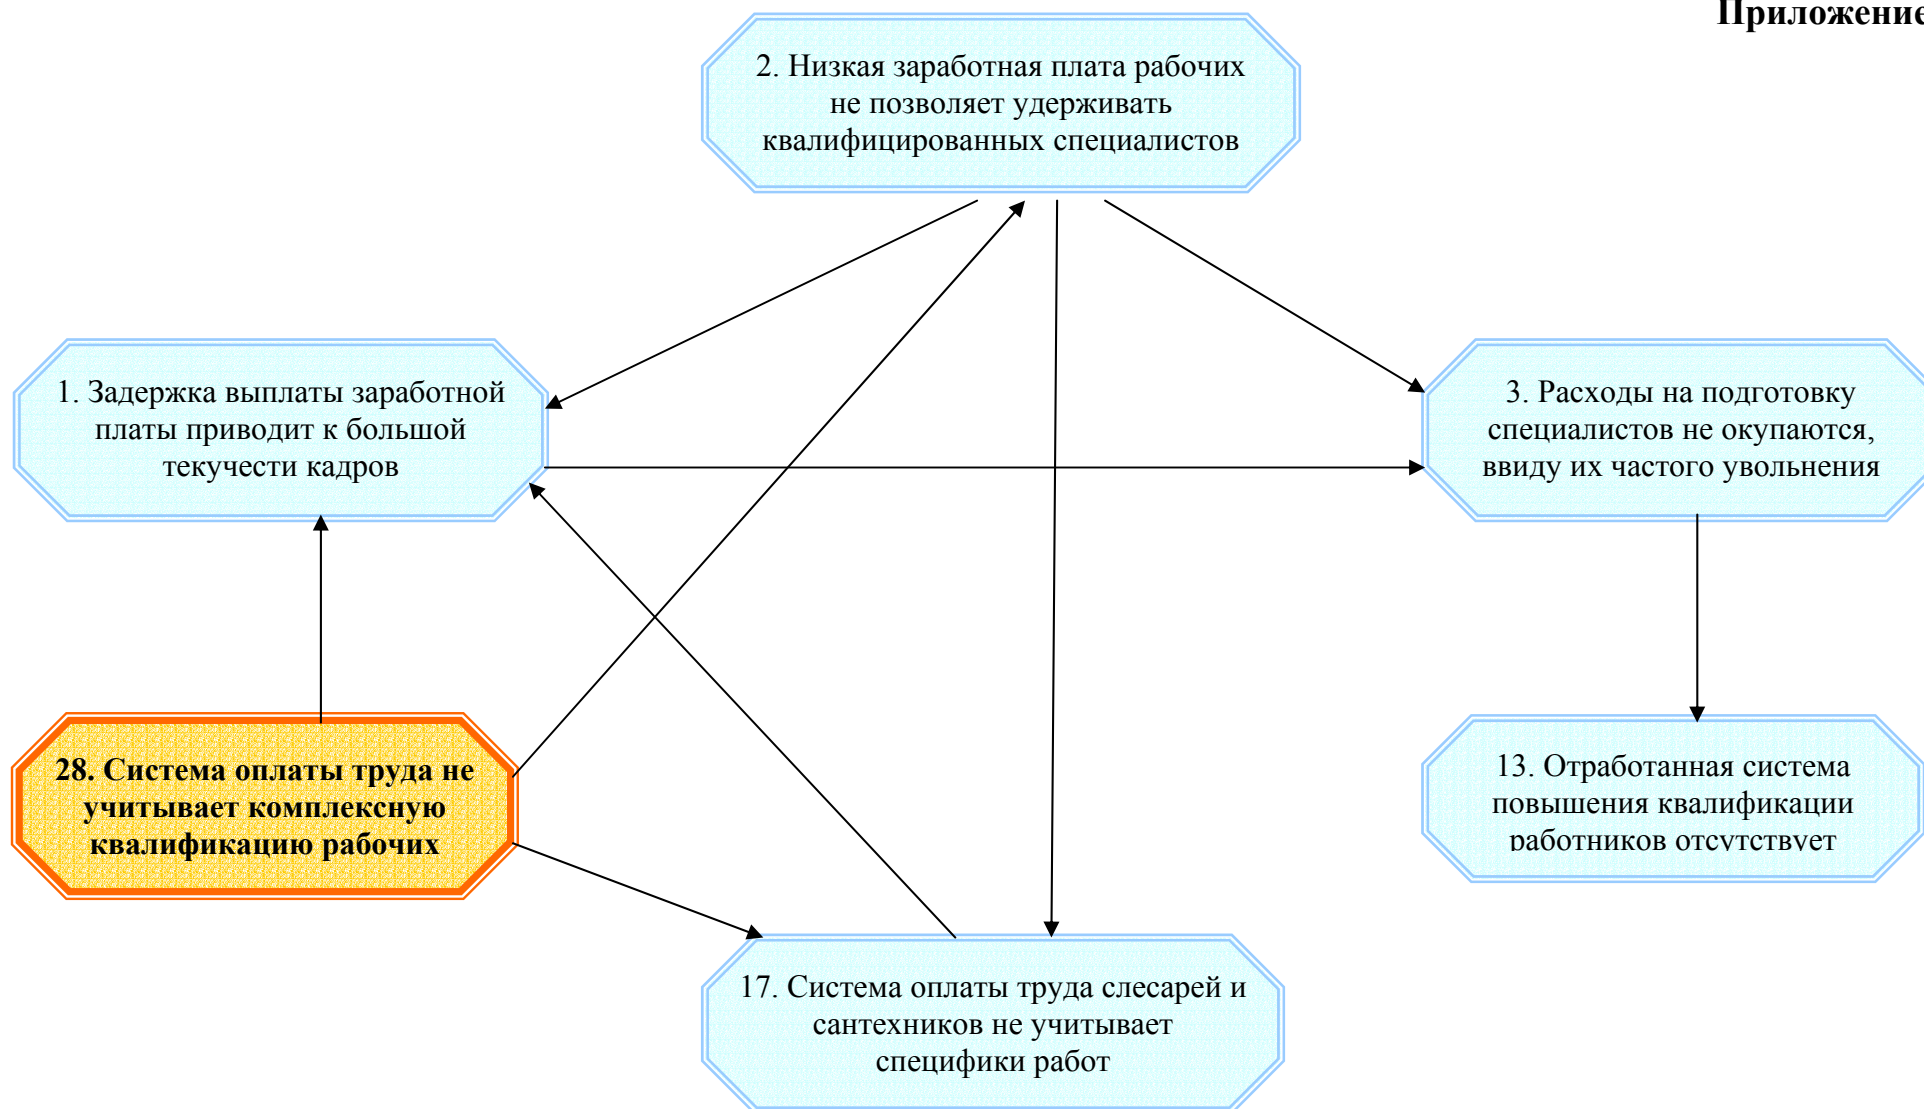 Приложение
2. Низкая заработная плата рабочих
не позволяет удерживать
квалифицированных специалистов
1. Задержка выплаты заработной
платы приводит к большой
текучести кадров
3. Расходы на подготовку
специалистов не окупаются,
ввиду их частого увольнения
28. Система оплаты труда не
учитывает комплексную
квалификацию рабочих
13. Отработанная система
повышения квалификации
работников отсутствует
17. Система оплаты труда слесарей и
сантехников не учитывает
специфики работ